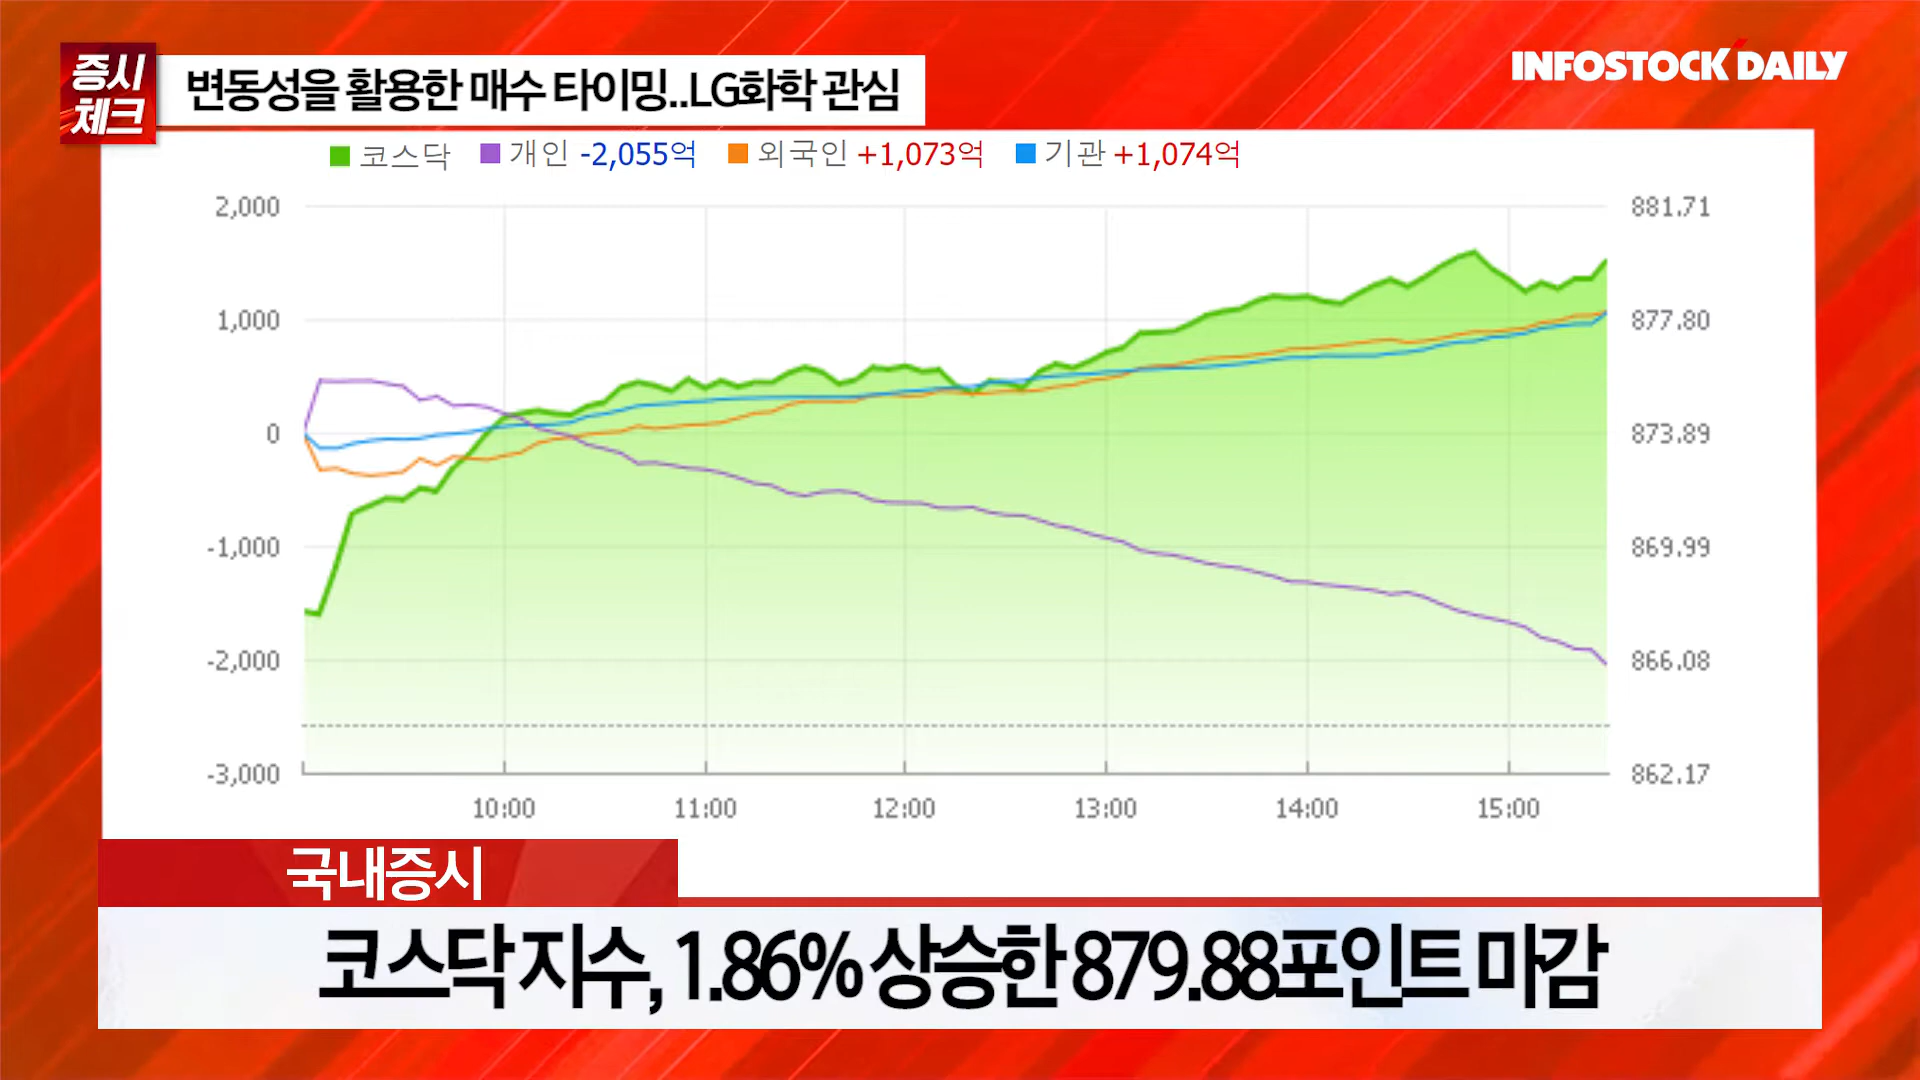 증시
체크
변동성을 활용한 매수 타이밍..LG화학 관심
INFOSTOCK DAILY
코스닥 개인 -2,055억 외국인 +1,073억 기관 +1,074억
2,000 881.71
1,000 877.80
0 873.89
-1,000 869.99
-2,000 866.08
-3,000 862.17
10:00 11:00 12:00 13:00 14:00 15:00
국내증시
코스닥 지수, 1.86% 상승한 879.88포인트 마감